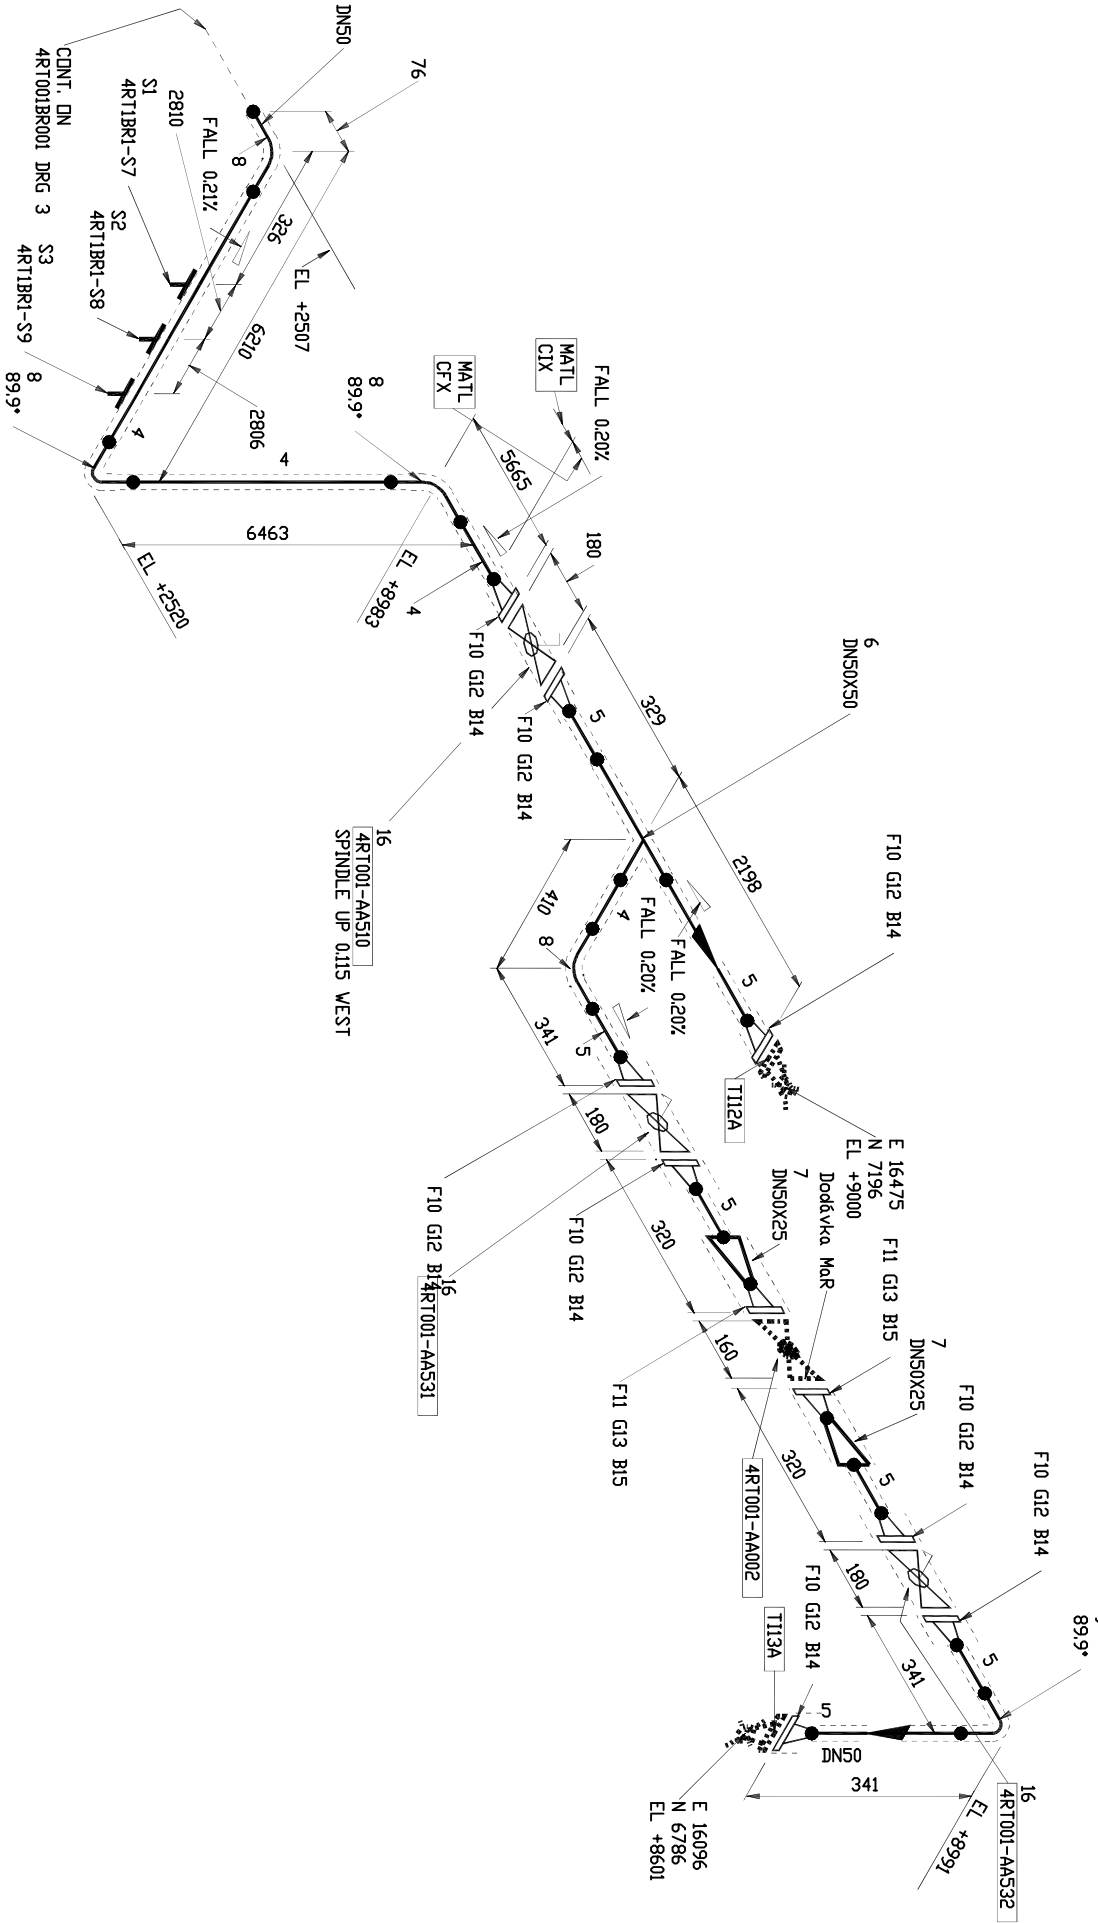 DN50
76
CONT. ON
4RT001BR001 DRG 3
S1
4RT1BR1-S7
2810
FALL 0.21%
8
S2
4RT1BR1-S8
S3
4RT1BR1-S9
8
89.9°
326
EL +2507
6210
2806
4
4
8
89.9°
6463
EL +2520
EL +8983
4
MATL
CFX
MATL
CIX
FALL 0.20%
5665
180
F10 G12 B14
F10 G12 B14
5
329
6
DN50X50
16
4RT001-AA510
SPINDLE UP 0.115 WEST
2198
F10 G12 B14
410
4
8
FALL 0.20%
FALL 0.20%
5
TI12A
E 16475
N 7196
EL +9000
341
5
180
F10 G12 B14
16
4RT001-AA531
F10 G12 B14
320
5
7
DN50X25
Dodávka MaR
F11 G13 B15
160
F11 G13 B15
7
DN50X25
4RT001-AA002
320
5
F10 G12 B14
F10 G12 B14
180
341
5
89.9°
F10 G12 B14
TI13A
5
DN50
341
EL +8991
16
4RT001-AA532
E 16096
N 6786
EL +8601